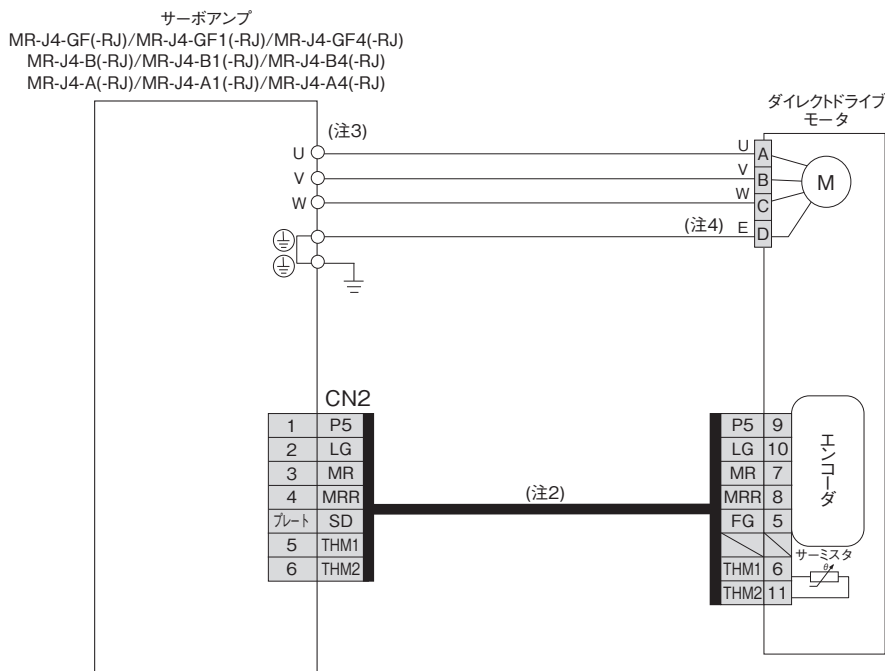 サーボアンプ
MR-J4-GF(-RJ)/MR-J4-GF1(-RJ)/MR-J4-GF4(-RJ)
MR-J4-B(-RJ)/MR-J4-B1(-RJ)/MR-J4-B4(-RJ)
MR-J4-A(-RJ)/MR-J4-A1(-RJ)/MR-J4-A4(-RJ)
ダイレクトドライブ
モータ
(注3)
U U A
V V B
W W C
(注4) E D
M
CN2
1 P5
2 LG
3 MR
4 MRR
プレート SD
5 THM1
6 THM2
(注2)
P5 9
LG 10
MR 7
MRR 8
FG 5
THM1 6
THM2 11
エンコーダ
サーミスタ
θ